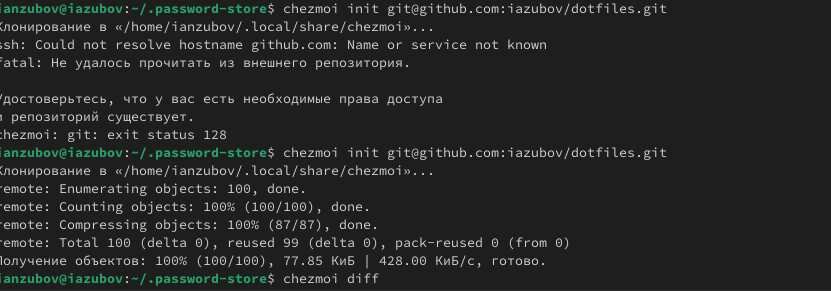 ianzubov@iazubov:~/.password-store$ chezmoi init git@github.com:iazubov/dotfiles.git
Клонирование в «/home/ianzubov/.local/share/chezmoi»...
ssh: Could not resolve hostname github.com: Name or service not known
fatal: Не удалось прочитать из внешнего репозитория.

Удостоверьтесь, что у вас есть необходимые права доступа
и репозиторий существует.
chezmoi: git: exit status 128
ianzubov@iazubov:~/.password-store$ chezmoi init git@github.com:iazubov/dotfiles.git
Клонирование в «/home/ianzubov/.local/share/chezmoi»...
remote: Enumerating objects: 100, done.
remote: Counting objects: 100% (100/100), done.
remote: Compressing objects: 100% (87/87), done.
remote: Total 100 (delta 0), reused 99 (delta 0), pack-reused 0 (from 0)
Получение объектов: 100% (100/100), 77.85 КиБ | 428.00 КиБ/с, готово.
ianzubov@iazubov:~/.password-store$ chezmoi diff